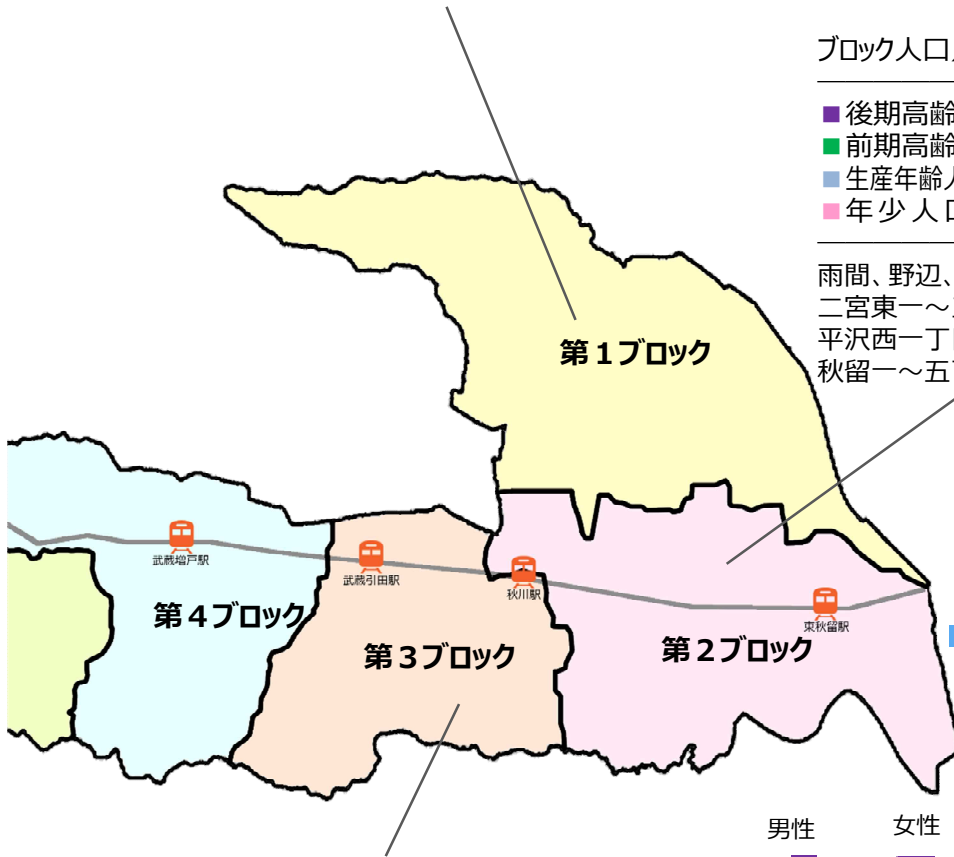 ブロック人口
■後期高齢
■前期高齢
■生産年齢
■年少人口
雨間、野辺、
二宮東一～
平沢西一丁
秋留一～五
第1ブロック
武蔵増戸駅
武蔵引田駅
秋川駅
東秋留駅
第4ブロック
第3ブロック
第2ブロック
男性 女性